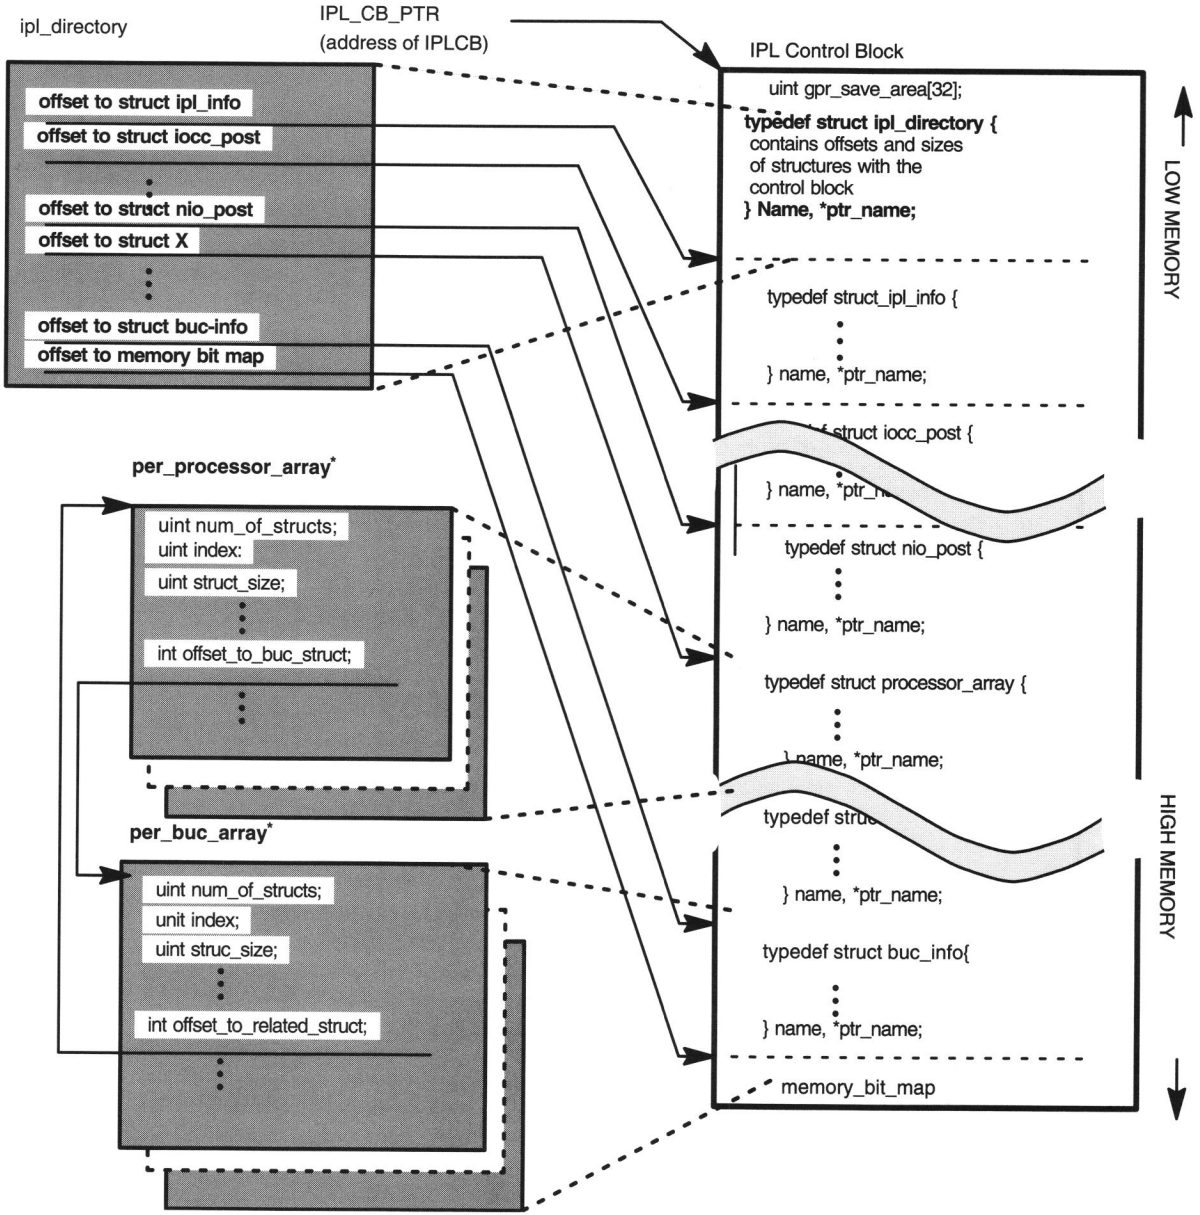 ipl_directory
IPL_CB_PTR
(address of IPLCB)
offset to struct ipl_info
offset to struct iocc_post
offset to struct nio_post
offset to struct X
offset to struct buc-info
offset to memory bit map
IPL Control Block
uint gpr_save_area[32];
typedef struct ipl_directory {
contains offsets and sizes
of structures with the
control block
} Name, *ptr_name;
typedef struct_ipl_info {
} name, *ptr_name;
struct iocc_post {
} name,
typedef struct nio_post {
} name, *ptr_name;
typedef struct processor_array {
} name, *ptr_name;
typedef
} name, *ptr_name;
typedef struct buc_info{
} name, *ptr_name;
memory_bit_map
LOW MEMORY
HIGH MEMORY
per_processor_array*
uint num_of_structs;
uint index:
uint struct_size;
int offset_to_buc_struct;
per_buc_array*
uint num_of_structs;
unit index;
uint struc_size;
int offset_to_related_struct;